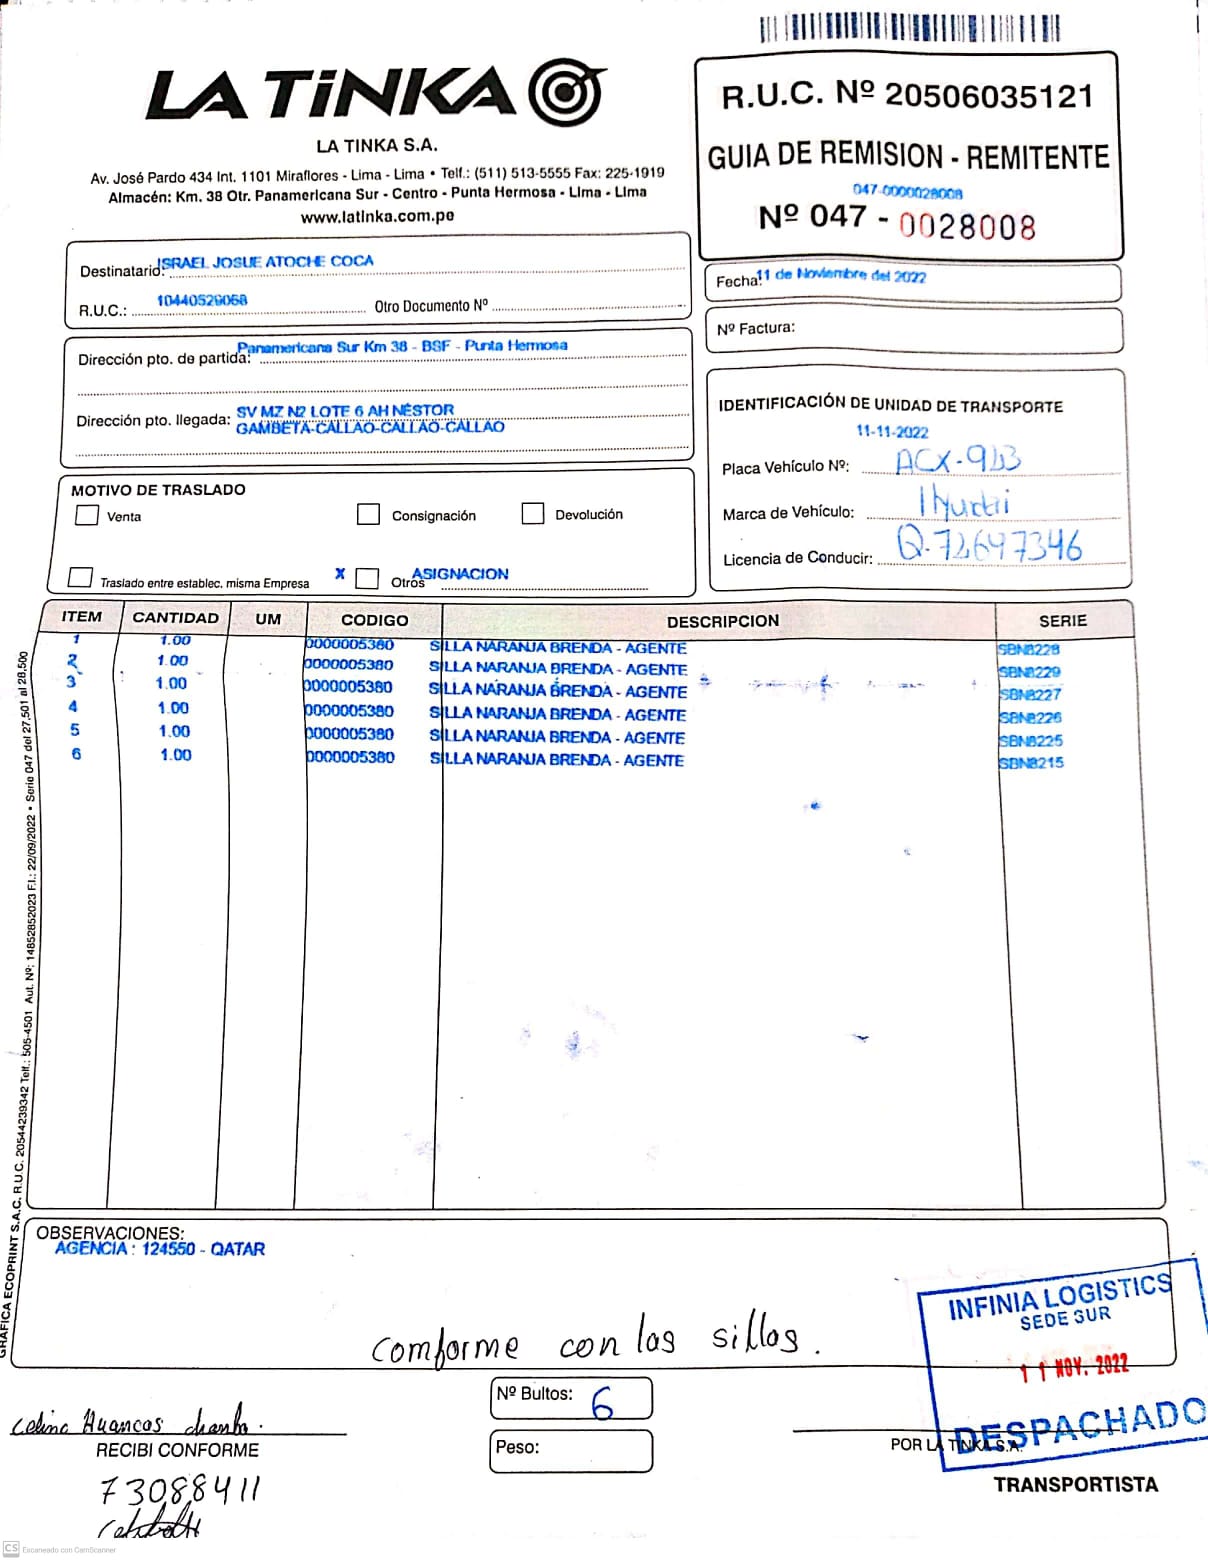 LA TiNKA
LA TINKA S.A.
Av. José Pardo 434 Int. 1101 Miraflores - Lima - Lima • Telf.: (511) 513-5555 Fax: 225-1919
Almacén: Km. 38 Otr. Panamericana Sur - Centro - Punta Hermosa - Lima - Lima
www.latinka.com.pe
R.U.C. Nº 20506035121
GUIA DE REMISION - REMITENTE
047-0000028008
Nº 047 - 0028008
Destinatario: ISRAEL JOSUE ATOCHE COCA
R.U.C.: 10440529068 Otro Documento Nº
Fecha: 11 de Noviembre del 2022
Nº Factura:
Dirección pto. de partida: Panamericana Sur Km 38 - BSF - Punta Hermosa
Dirección pto. llegada: SV MZ N2 LOTE 6 AH NÉSTOR
GAMBETA-CALLAO-CALLAO-CALLAO
IDENTIFICACIÓN DE UNIDAD DE TRANSPORTE
11-11-2022
Placa Vehículo Nº:
Marca de Vehículo:
Licencia de Conducir: Q-72647346
MOTIVO DE TRASLADO
Venta Consignación Devolución
Traslado entre establec. misma Empresa X Otros ASIGNACION
ITEM CANTIDAD UM CODIGO DESCRIPCION SERIE
1 1.00 0000005380 SILLA NARANJA BRENDA - AGENTE SBN8228
2 1.00 0000005380 SILLA NARANJA BRENDA - AGENTE SBN8229
3 1.00 0000005380 SILLA NARANJA BRENDA - AGENTE SBN8227
4 1.00 0000005380 SILLA NARANJA BRENDA - AGENTE SBN8226
5 1.00 0000005380 SILLA NARANJA BRENDA - AGENTE SBN8225
6 1.00 0000005380 SILLA NARANJA BRENDA - AGENTE SBN8215
GRAFICA ECOPRINT S.A.C. R.U.C. 20544239342 Telf.: 505-4501 Aut. Nº: 14852852023 F.I.: 22/09/2022 • Serie 047 del 27,501 al 28,500
OBSERVACIONES:
AGENCIA : 124550 - QATAR
comforme con las sillas.
INFINIA LOGISTICS
SEDE SUR
11 NOV. 2022
DESPACHADO
Nº Bultos: 6
Peso:
Celina Huancas
RECIBI CONFORME
73088411
POR LA TINKA S.A.
TRANSPORTISTA
CS Escaneado con CamScanner